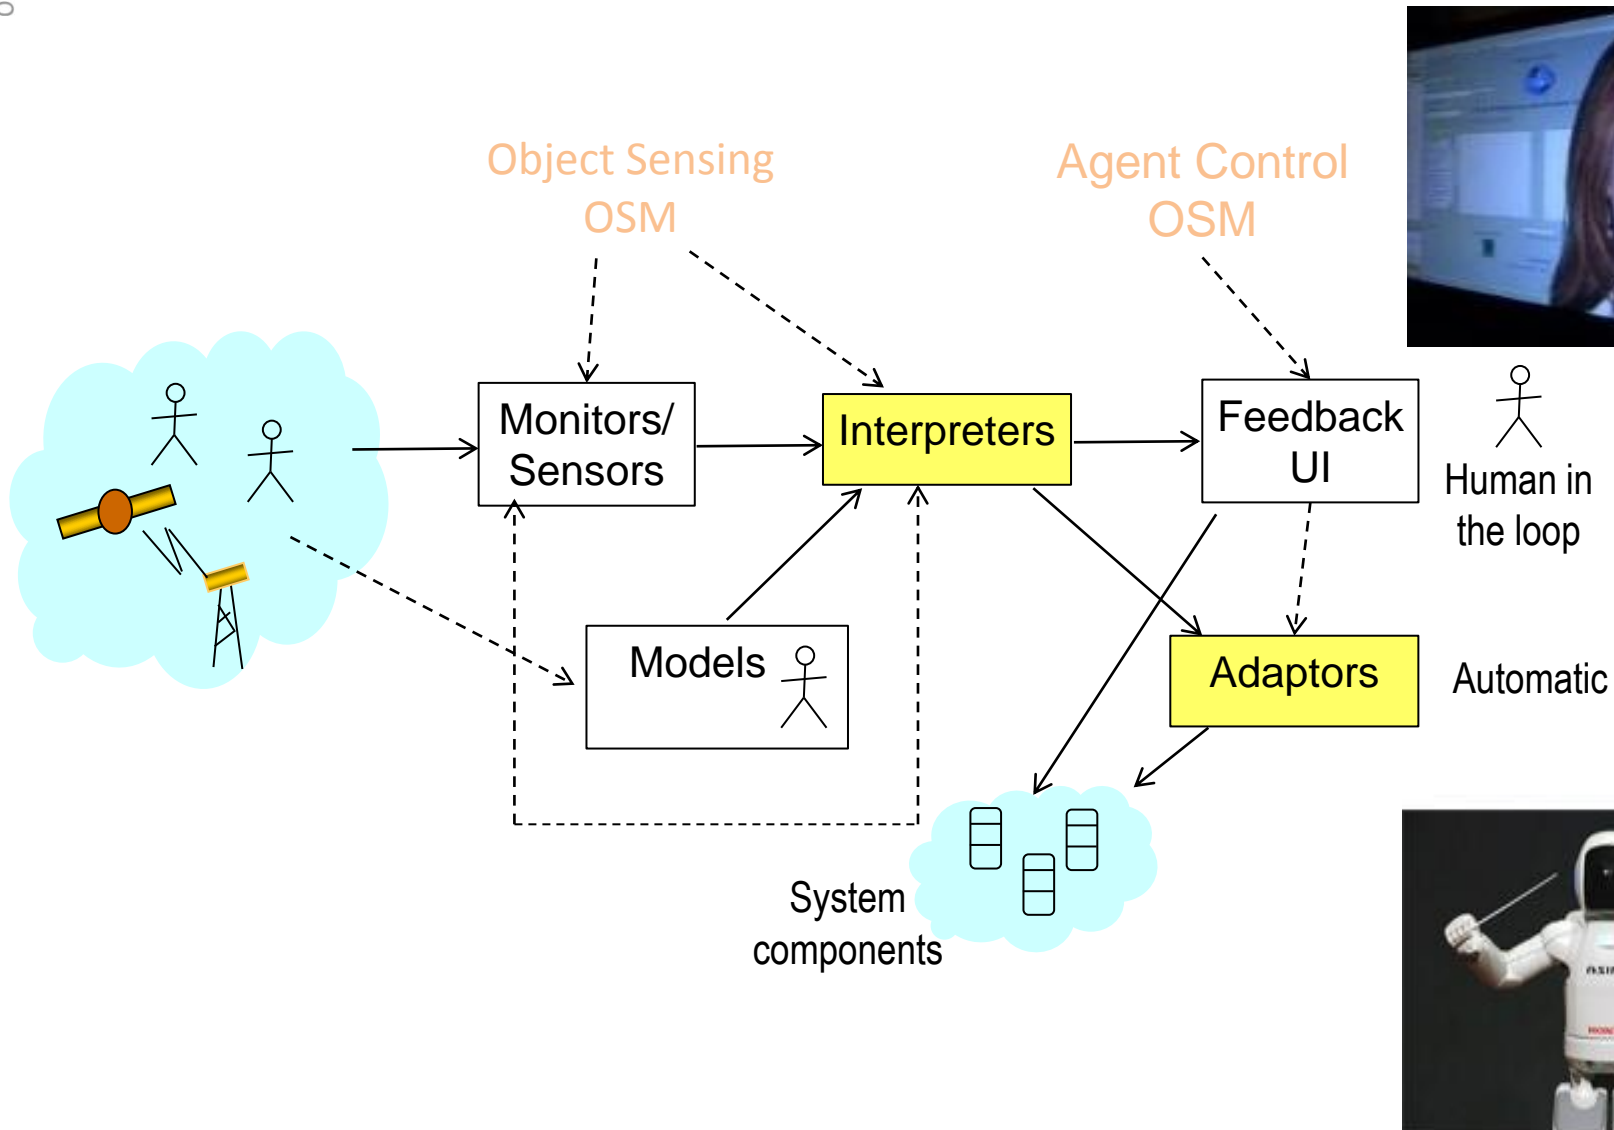 Object Sensing
OSM
Agent Control
OSM
Monitors/
Sensors
Interpreters
Feedback
UI
Human in
the loop
Models
Adaptors
Automatic
System
components